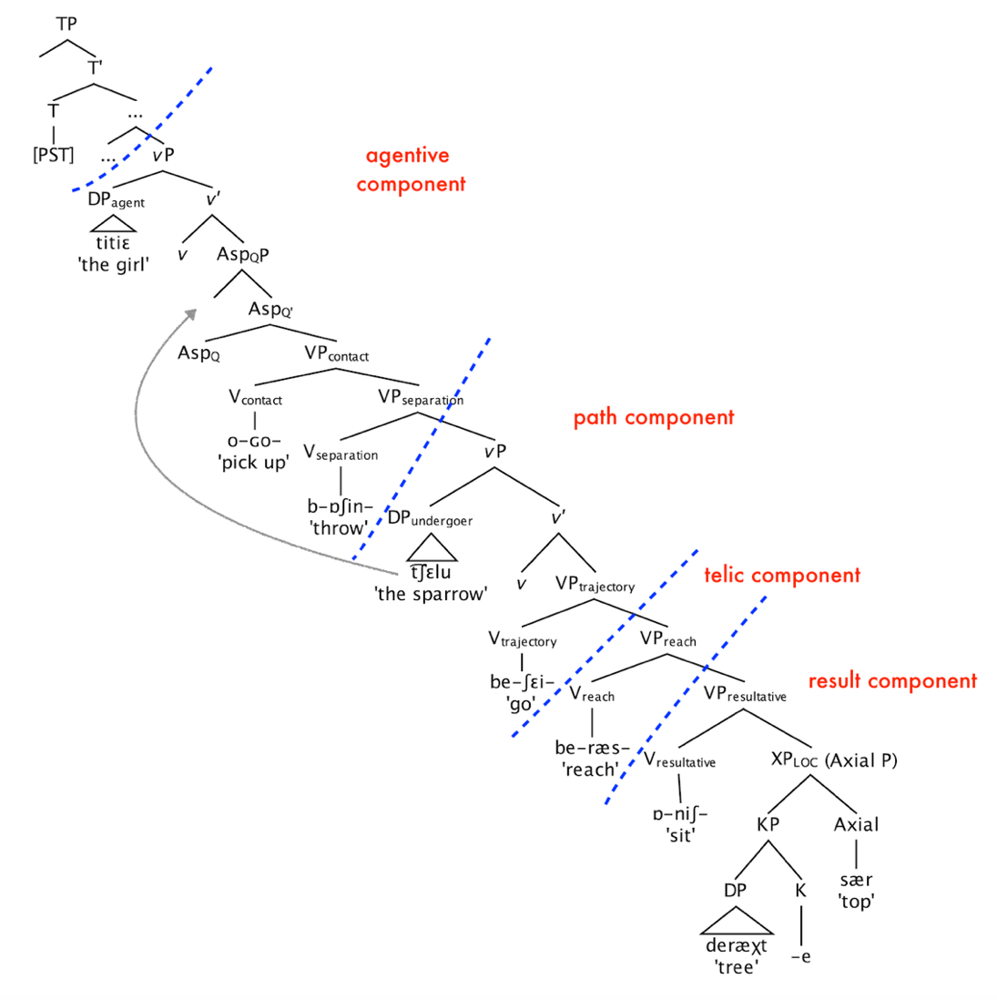 TP
T'
T
...
[PST]
...
vP
agentive
component
DPagent
v'
titiɛ
'the girl'
v
AspQP
AspQ'
AspQ
VPcontact
Vcontact
VPseparation
path component
o-ɢo-
'pick up'
Vseparation
vP
b-ɒʃin-
'throw'
DPundergoer
v'
t͡ʃɛlu
'the sparrow'
v
VPtrajectory
telic component
Vtrajectory
VPreach
be-ʃɛi-
'go'
Vreach
VPresultative
result component
be-ræs-
'reach'
Vresultative
XPLOC (Axial P)
ɒ-niʃ-
'sit'
KP
Axial
DP
K
sær
'top'
deræχt
'tree'
-e